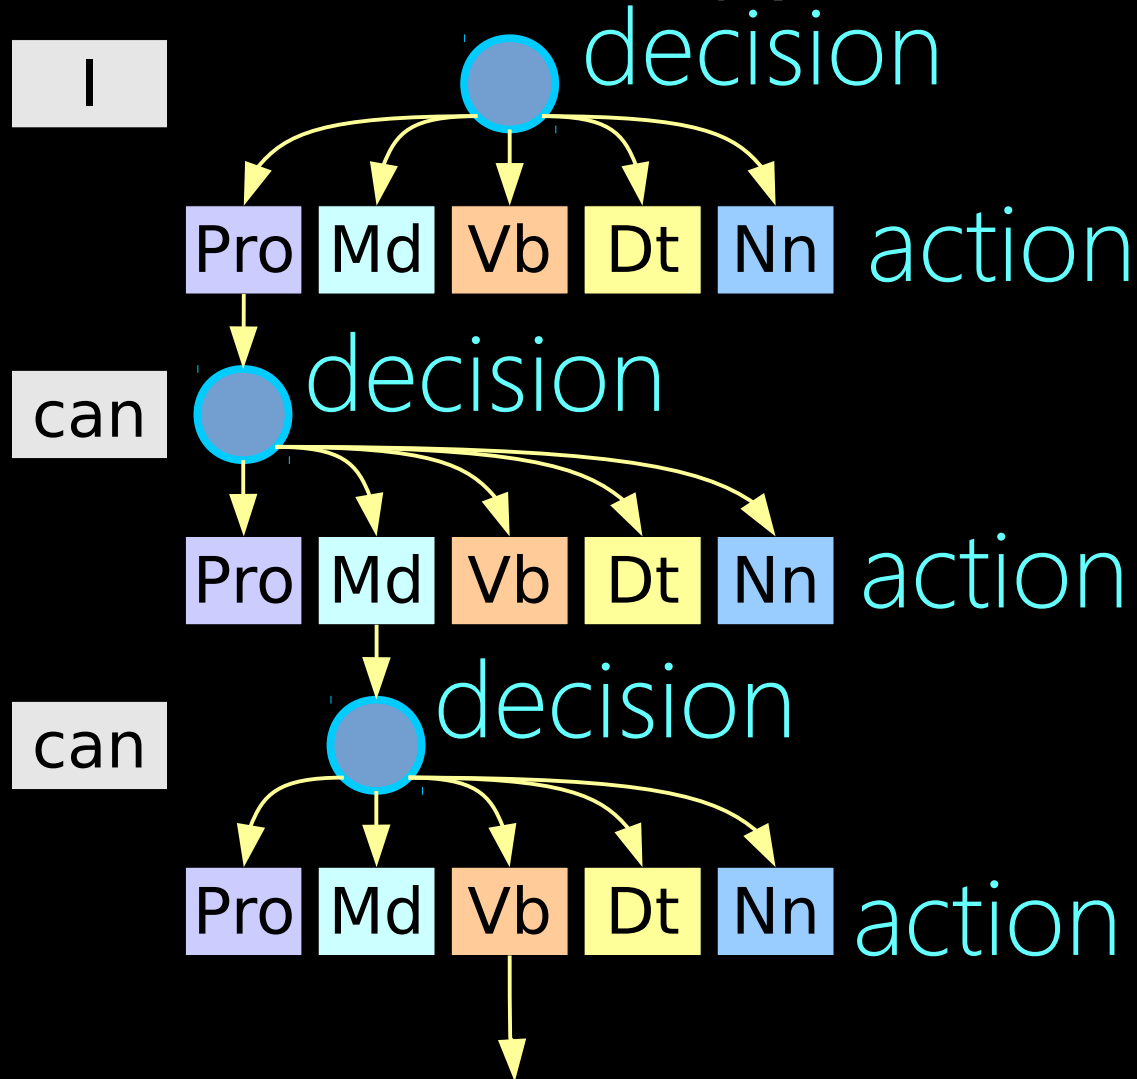 I
decision
Pro Md Vb Dt Nn action
can
decision
Pro Md Vb Dt Nn action
can
decision
Pro Md Vb Dt Nn action